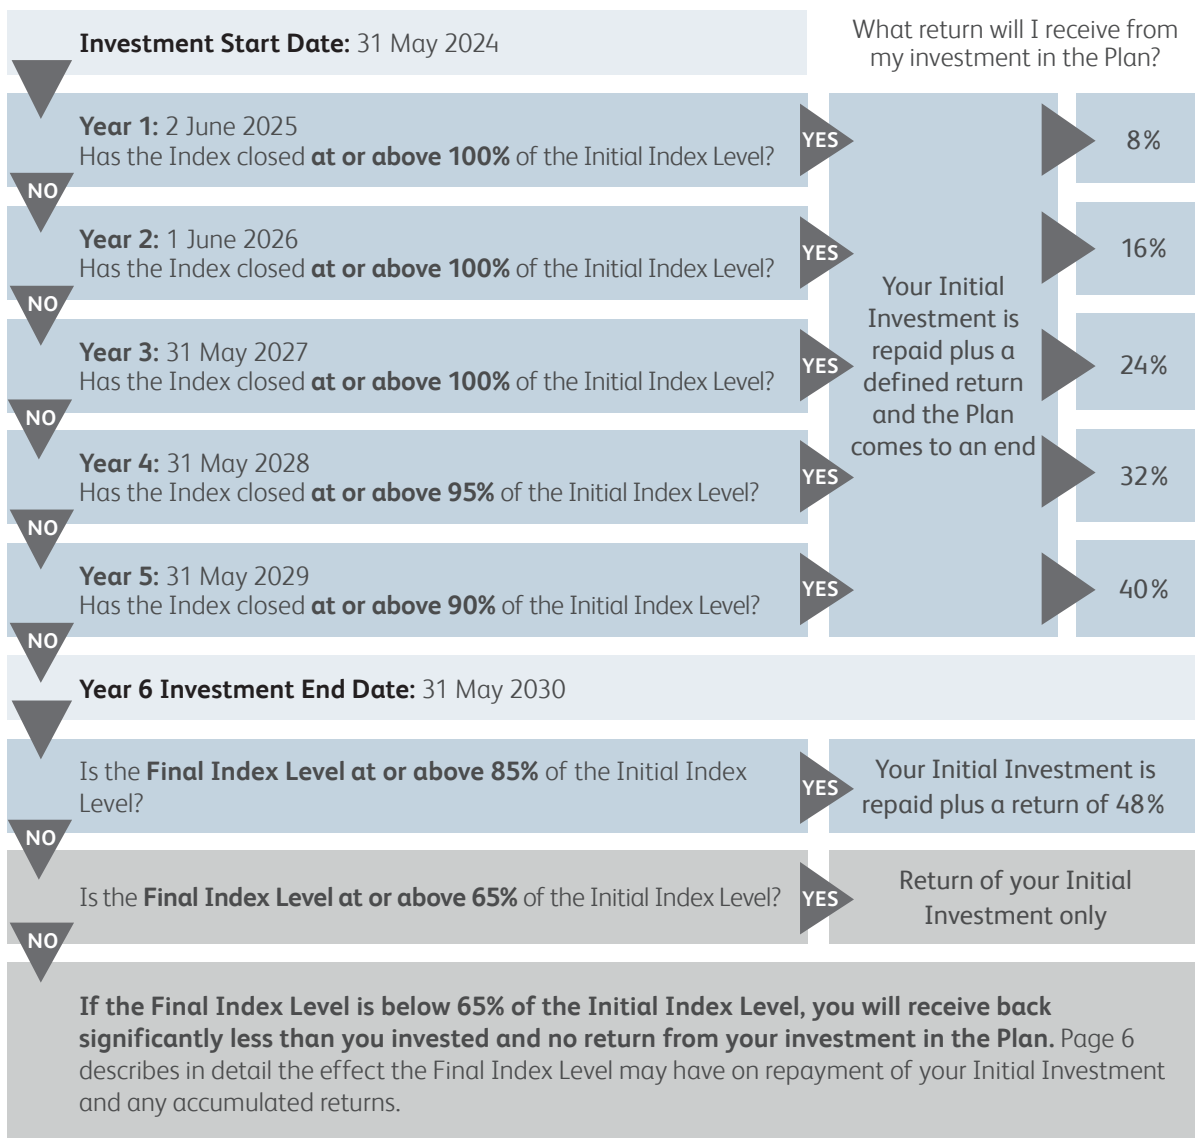 Investment Start Date: 31 May 2024
What return will I receive from
my investment in the Plan?
Year 1: 2 June 2025
Has the Index closed at or above 100% of the Initial Index Level?
YES
8%
NO
Year 2: 1 June 2026
Has the Index closed at or above 100% of the Initial Index Level?
YES
16%
NO
Year 3: 31 May 2027
Has the Index closed at or above 100% of the Initial Index Level?
YES
24%
NO
Year 4: 31 May 2028
Has the Index closed at or above 95% of the Initial Index Level?
YES
32%
NO
Year 5: 31 May 2029
Has the Index closed at or above 90% of the Initial Index Level?
YES
40%
NO
Your Initial
Investment is
repaid plus a
defined return
and the Plan
comes to an end
Year 6 Investment End Date: 31 May 2030
Is the Final Index Level at or above 85% of the Initial Index
Level?
YES
Your Initial Investment is
repaid plus a return of 48%
NO
Is the Final Index Level at or above 65% of the Initial Index Level?
YES
Return of your Initial
Investment only
NO
If the Final Index Level is below 65% of the Initial Index Level, you will receive back
significantly less than you invested and no return from your investment in the Plan. Page 6
describes in detail the effect the Final Index Level may have on repayment of your Initial Investment
and any accumulated returns.